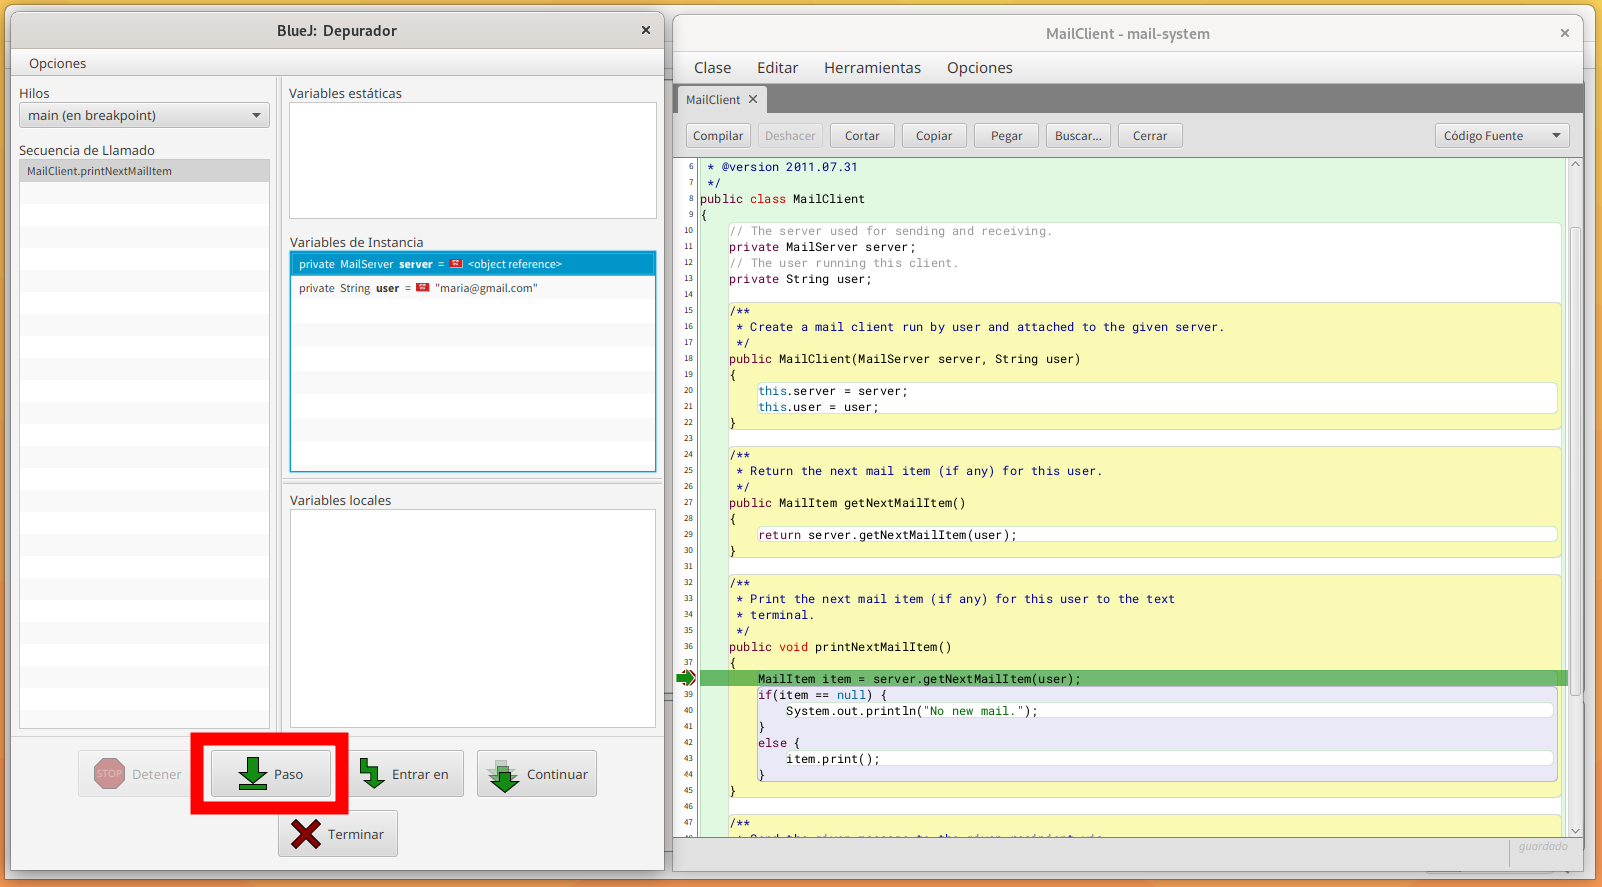 BlueJ: Depurador
Opciones
Hilos
main (en breakpoint)
Secuencia de Llamado
MailClient.printNextMailItem
Variables estáticas
Variables de Instancia
private MailServer server = <object reference>
private String user = "maria@gmail.com"
Variables locales
STOP Detener
Paso
Entrar en
Continuar
Terminar
MailClient - mail-system
Clase Editar Herramientas Opciones
MailClient
Compilar Deshacer Cortar Copiar Pegar Buscar... Cerrar Código Fuente
6 * @version 2011.07.31
7 */
8 public class MailClient
9 {
10 // The server used for sending and receiving.
11 private MailServer server;
12 // The user running this client.
13 private String user;
14
15 /**
16 * Create a mail client run by user and attached to the given server.
17 */
18 public MailClient(MailServer server, String user)
19 {
20 this.server = server;
21 this.user = user;
22 }
23
24 /**
25 * Return the next mail item (if any) for this user.
26 */
27 public MailItem getNextMailItem()
28 {
29 return server.getNextMailItem(user);
30 }
31
32 /**
33 * Print the next mail item (if any) for this user to the text
34 * terminal.
35 */
36 public void printNextMailItem()
37 {
MailItem item = server.getNextMailItem(user);
39 if(item == null) {
40 System.out.println("No new mail.");
41 }
42 else {
43 item.print();
44 }
45 }
46
47 /**
guardado